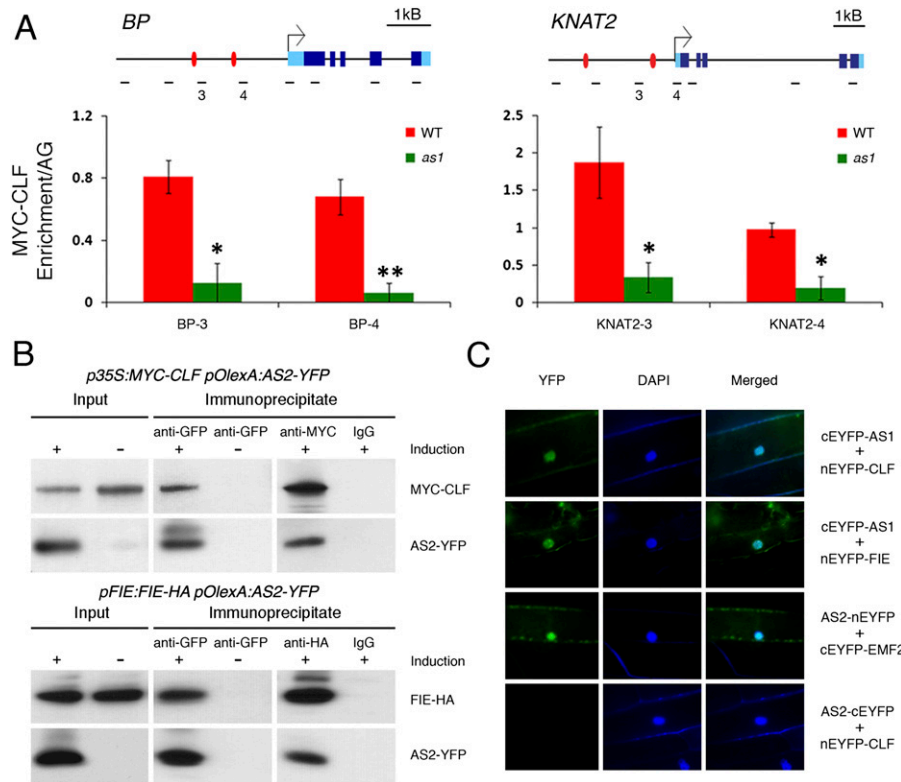 A
BP
1kB
3
4
KNAT2
1kB
3
4
MYC-CLF
Enrichment/AG
1.2
0.8
0.4
0
WT
as1
*
**
BP-3
BP-4
2.5
2
1.5
1
0.5
0
WT
as1
*
*
KNAT2-3
KNAT2-4
B
p35S:MYC-CLF pOlexA:AS2-YFP
Input
Immunoprecipitate
anti-GFP anti-GFP anti-MYC IgG
Induction
+ − + − + +
MYC-CLF
AS2-YFP
pFIE:FIE-HA pOlexA:AS2-YFP
Input
Immunoprecipitate
anti-GFP anti-GFP anti-HA IgG
Induction
+ − + − + +
FIE-HA
AS2-YFP
C
YFP
DAPI
Merged
cEYFP-AS1
+
nEYFP-CLF
cEYFP-AS1
+
nEYFP-FIE
AS2-nEYFP
+
cEYFP-EMF2
AS2-cEYFP
+
nEYFP-CLF